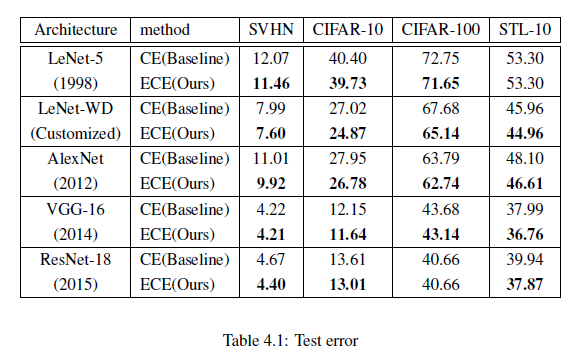 Architecture method SVHN CIFAR-10 CIFAR-100 STL-10
LeNet-5 CE(Baseline) 12.07 40.40 72.75 53.30
(1998) ECE(Ours) 11.46 39.73 71.65 53.30
LeNet-WD CE(Baseline) 7.99 27.02 67.68 45.96
(Customized) ECE(Ours) 7.60 24.87 65.14 44.96
AlexNet CE(Baseline) 11.01 27.95 63.79 48.10
(2012) ECE(Ours) 9.92 26.78 62.74 46.61
VGG-16 CE(Baseline) 4.22 12.15 43.68 37.99
(2014) ECE(Ours) 4.21 11.64 43.14 36.76
ResNet-18 CE(Baseline) 4.67 13.61 40.66 39.94
(2015) ECE(Ours) 4.40 13.01 40.66 37.87
Table 4.1: Test error